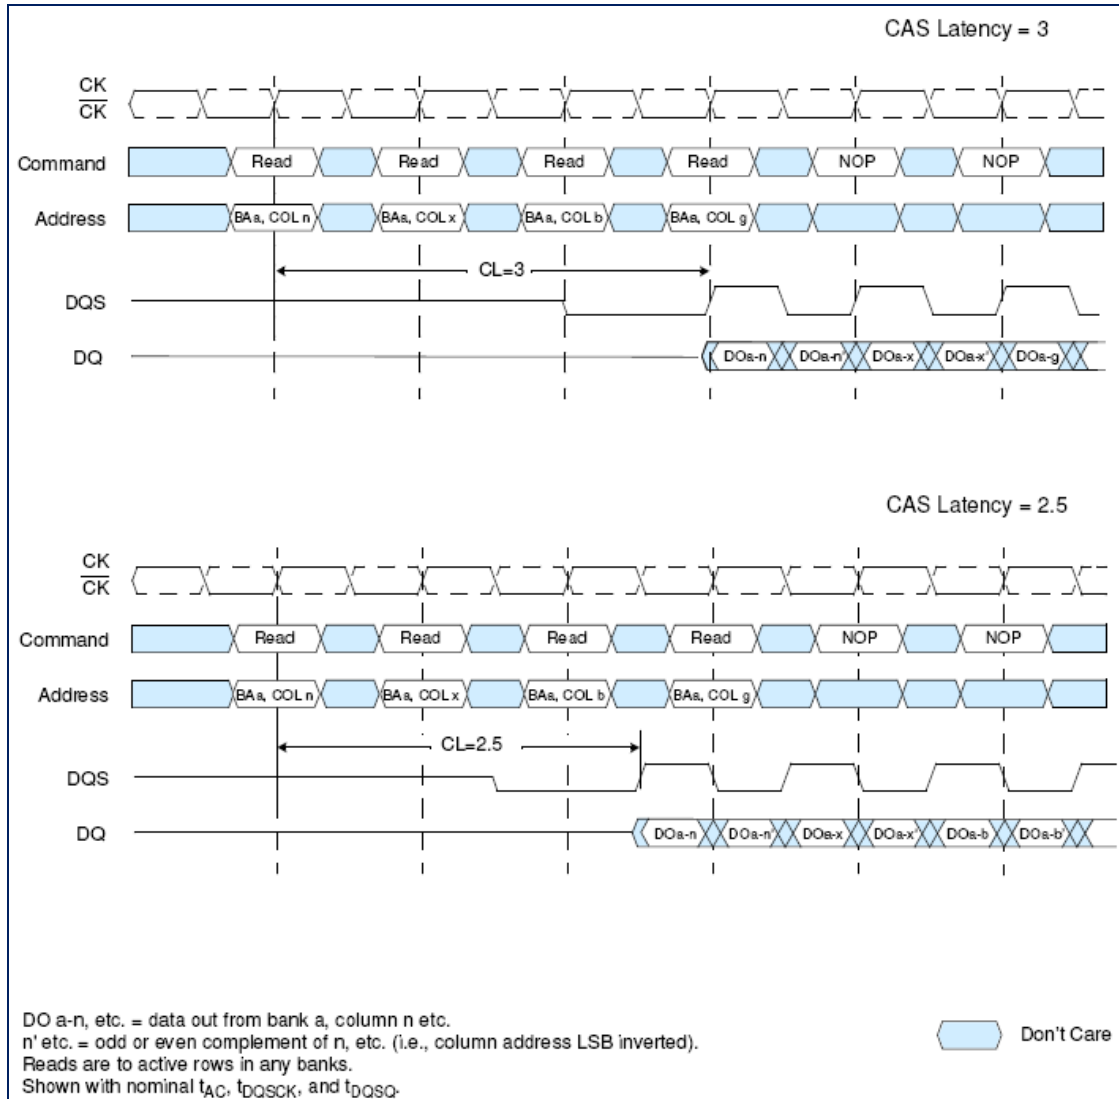 CAS Latency = 3
CK
CK
Command Read Read Read Read NOP NOP
Address BAa, COL n BAa, COL x BAa, COL b BAa, COL g
CL=3
DQS
DQ DOa-n DOa-n' DOa-x DOa-x' DOa-g
CAS Latency = 2.5
CK
CK
Command Read Read Read Read NOP NOP
Address BAa, COL n BAa, COL x BAa, COL b BAa, COL g
CL=2.5
DQS
DQ DOa-n DOa-n' DOa-x DOa-x' DOa-b DOa-b'
DO a-n, etc. = data out from bank a, column n etc.
n' etc. = odd or even complement of n, etc. (i.e., column address LSB inverted).
Reads are to active rows in any banks.
Shown with nominal tAC, tDQSCK, and tDQSQ.
Don't Care